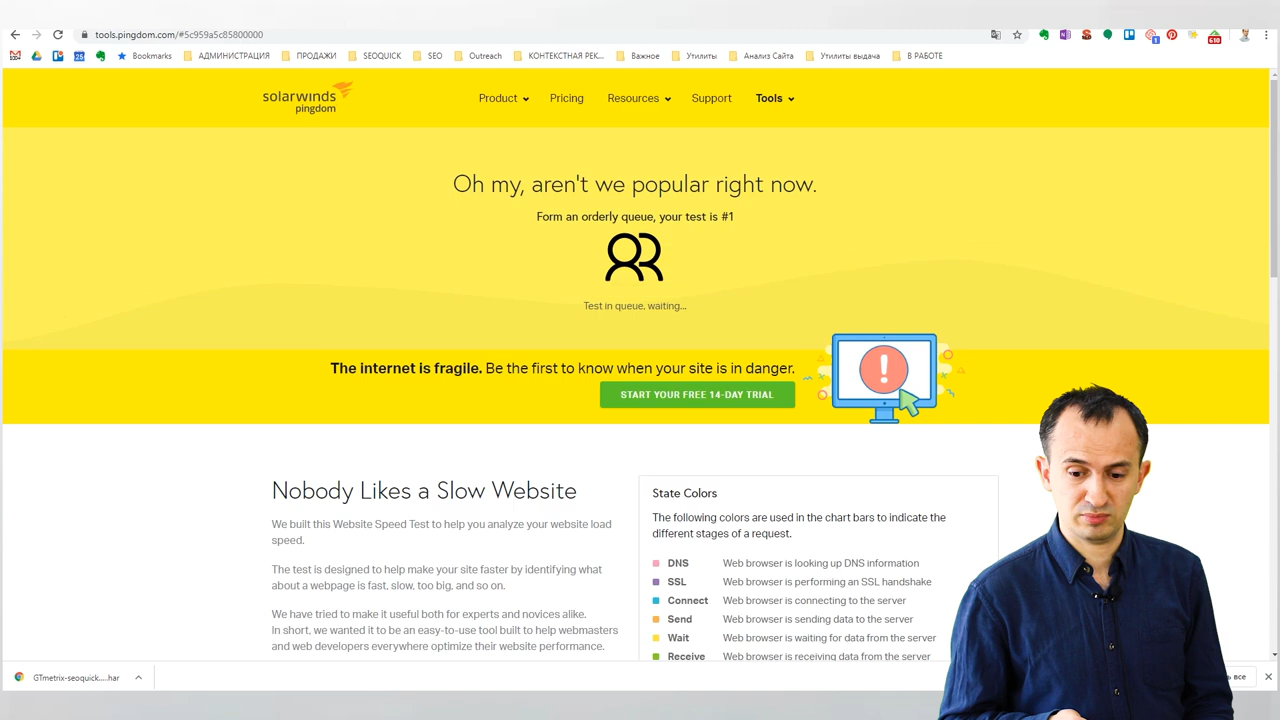 tools.pingdom.com/#5c959a5c85800000
25
Bookmarks
АДМИНИСТРАЦИЯ
ПРОДАЖИ
SEOQUICK
SEO
Outreach
КОНТЕКСТНАЯ РЕК...
Важное
Утилиты
Анализ Сайта
Утилиты выдача
В РАБОТЕ
1
610
solarwinds
pingdom
Product
Pricing
Resources
Support
Tools
Oh my, aren't we popular right now.
Form an orderly queue, your test is #1
Test in queue, waiting...
The internet is fragile. Be the first to know when your site is in danger.
START YOUR FREE 14-DAY TRIAL
!
Nobody Likes a Slow Website
We built this Website Speed Test to help you analyze your website load
speed.
The test is designed to help make your site faster by identifying what
about a webpage is fast, slow, too big, and so on.
We have tried to make it useful both for experts and novices alike.
In short, we wanted it to be an easy-to-use tool built to help webmasters
and web developers everywhere optimize their website performance.
State Colors
The following colors are used in the chart bars to indicate the
different stages of a request.
DNS Web browser is looking up DNS information
SSL Web browser is performing an SSL handshake
Connect Web browser is connecting to the server
Send Web browser is sending data to the server
Wait Web browser is waiting for data from the server
Receive Web browser is receiving data from the server
GTmetrix-seoquick....har
все